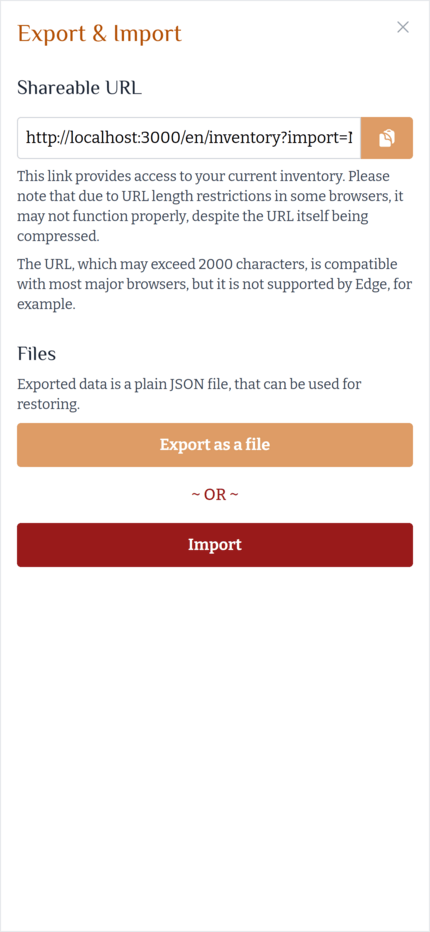 Export & Import
Shareable URL
http://localhost:3000/en/inventory?import=
This link provides access to your current inventory. Please
note that due to URL length restrictions in some browsers, it
may not function properly, despite the URL itself being
compressed.
The URL, which may exceed 2000 characters, is compatible
with most major browsers, but it is not supported by Edge, for
example.
Files
Exported data is a plain JSON file, that can be used for
restoring.
Export as a file
~ OR ~
Import